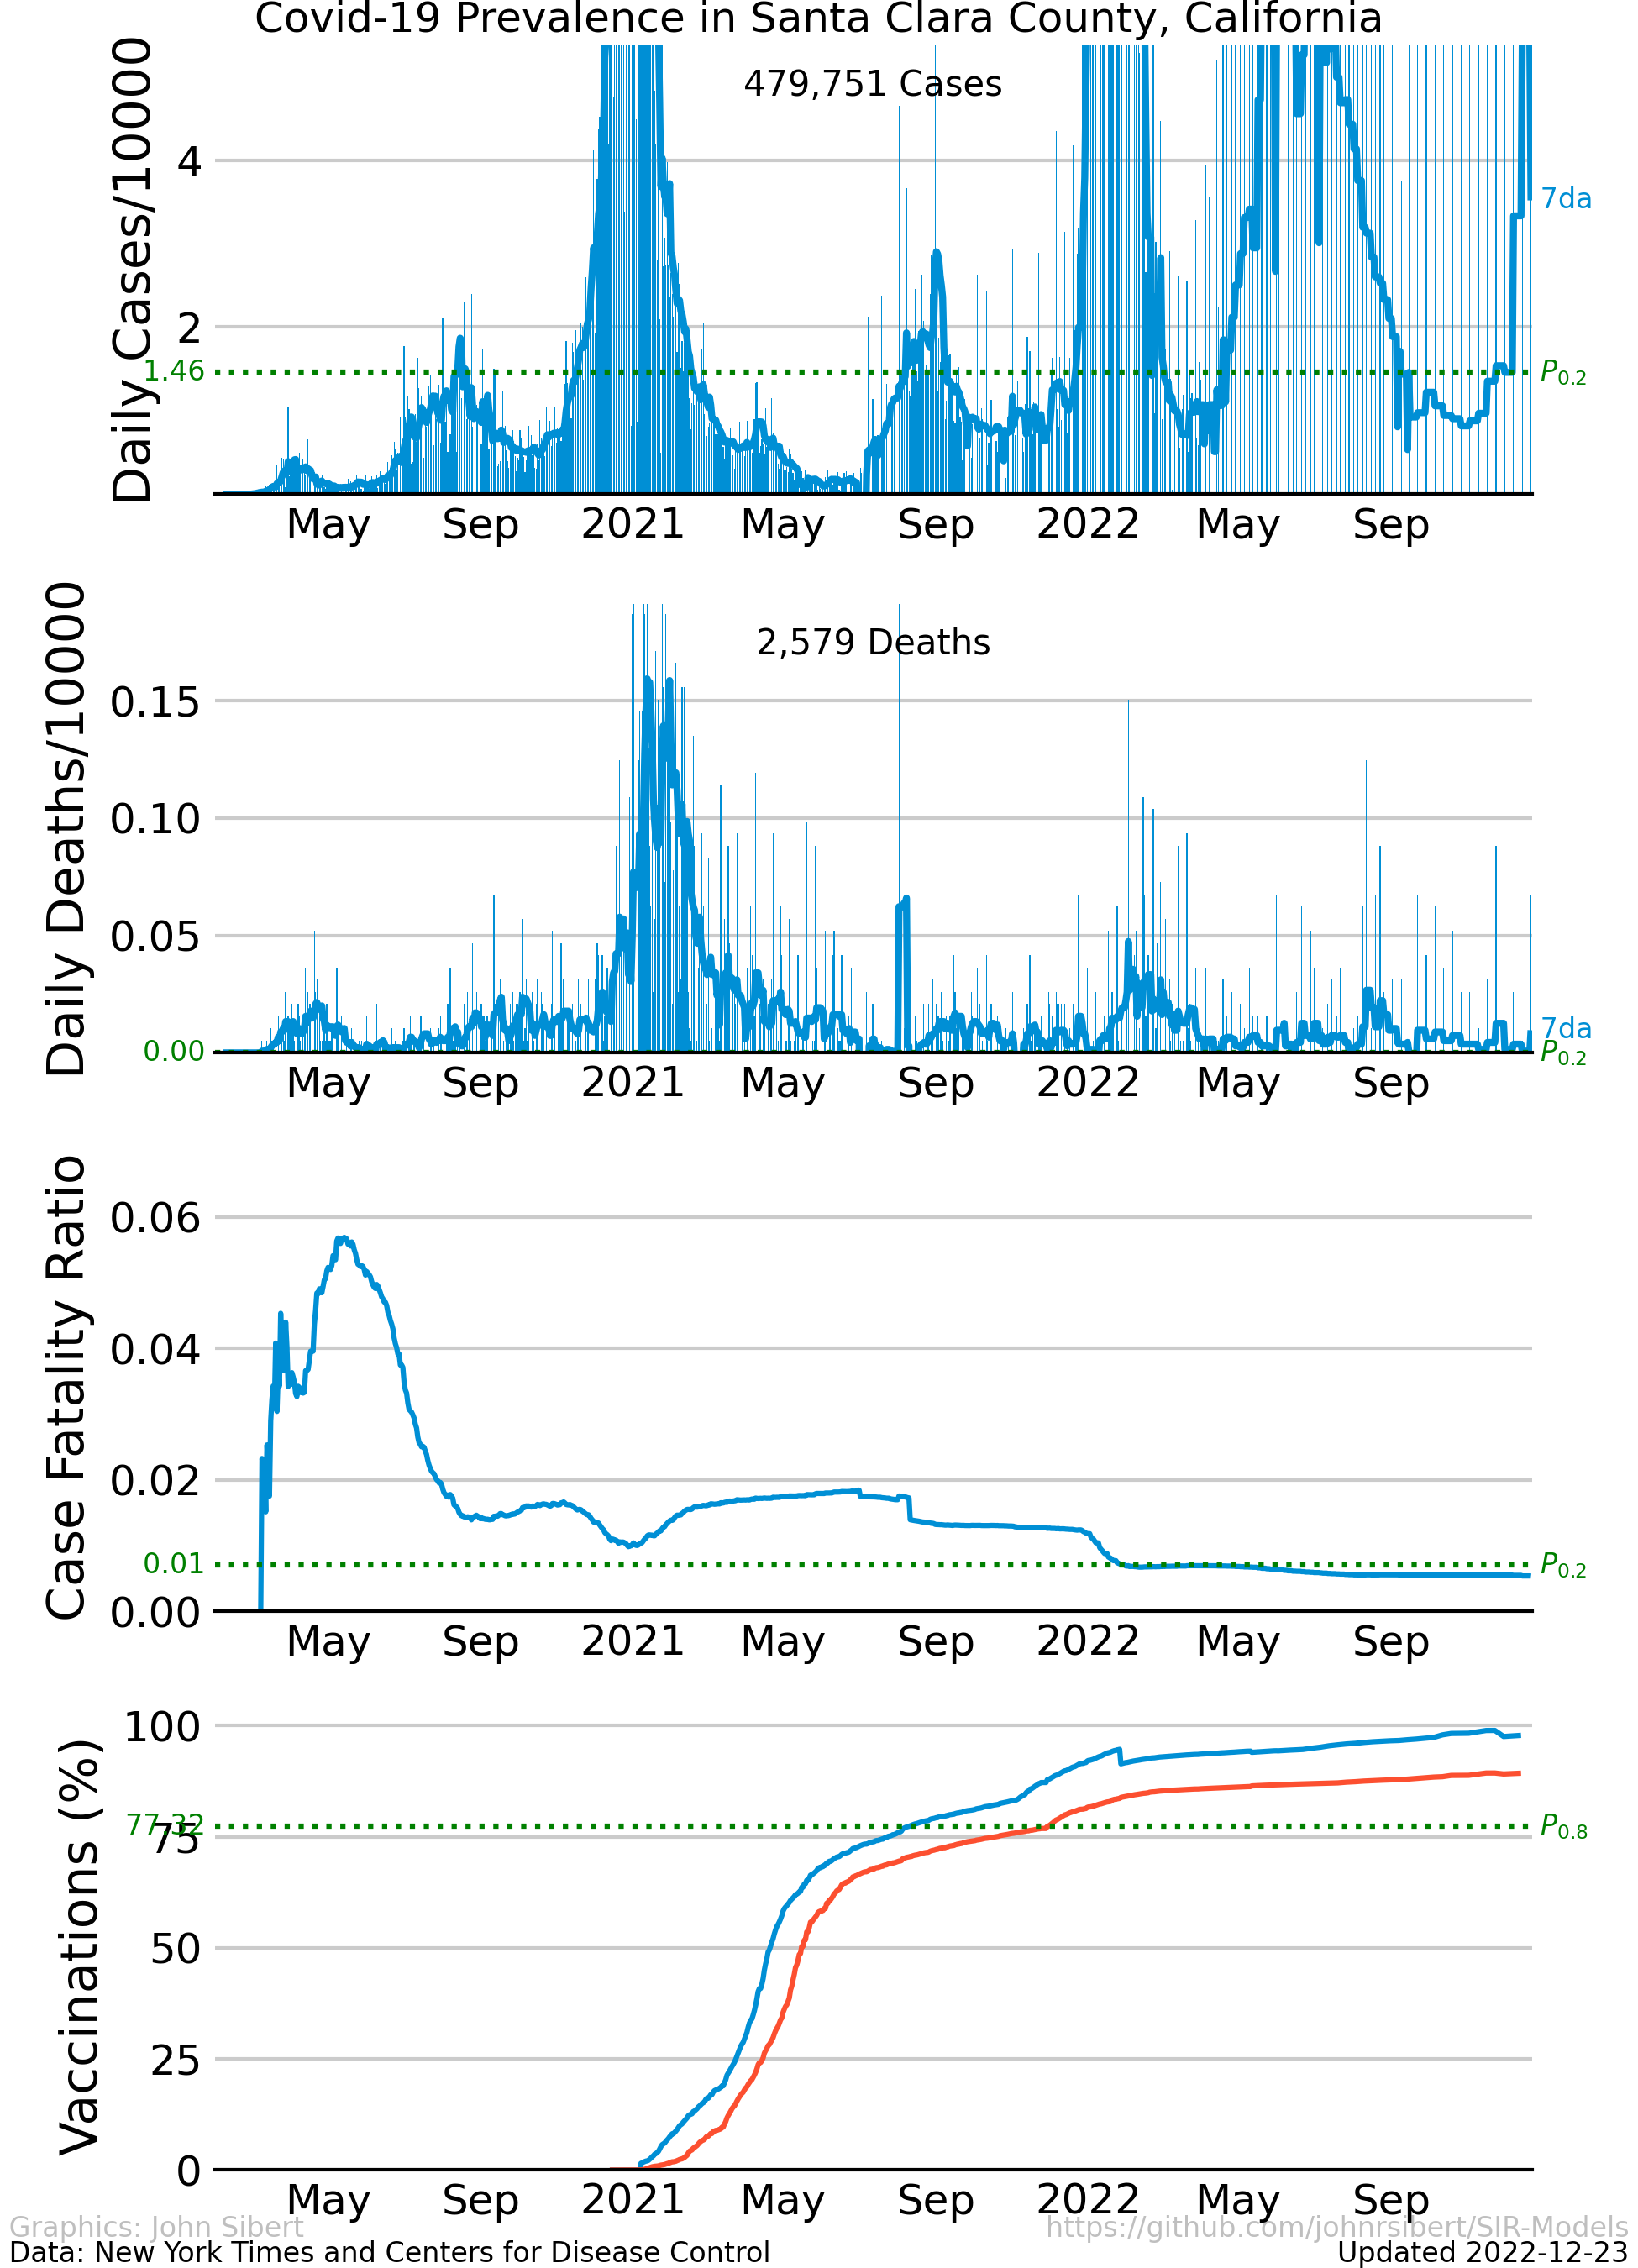 Covid-19 Prevalence in Santa Clara County, California
Daily Cases/10000
479,751 Cases
4
2
1.46
7da
P0.2
May Sep 2021 May Sep 2022 May Sep
Daily Deaths/10000
2,579 Deaths
0.15
0.10
0.05
0.00
7da
P0.2
May Sep 2021 May Sep 2022 May Sep
Case Fatality Ratio
0.06
0.04
0.02
0.01
0.00
P0.2
May Sep 2021 May Sep 2022 May Sep
Vaccinations (%)
100
77.32
75
50
25
0
P0.8
May Sep 2021 May Sep 2022 May Sep
Graphics: John Sibert
https://github.com/johnrsibert/SIR-Models
Data: New York Times and Centers for Disease Control
Updated 2022-12-23